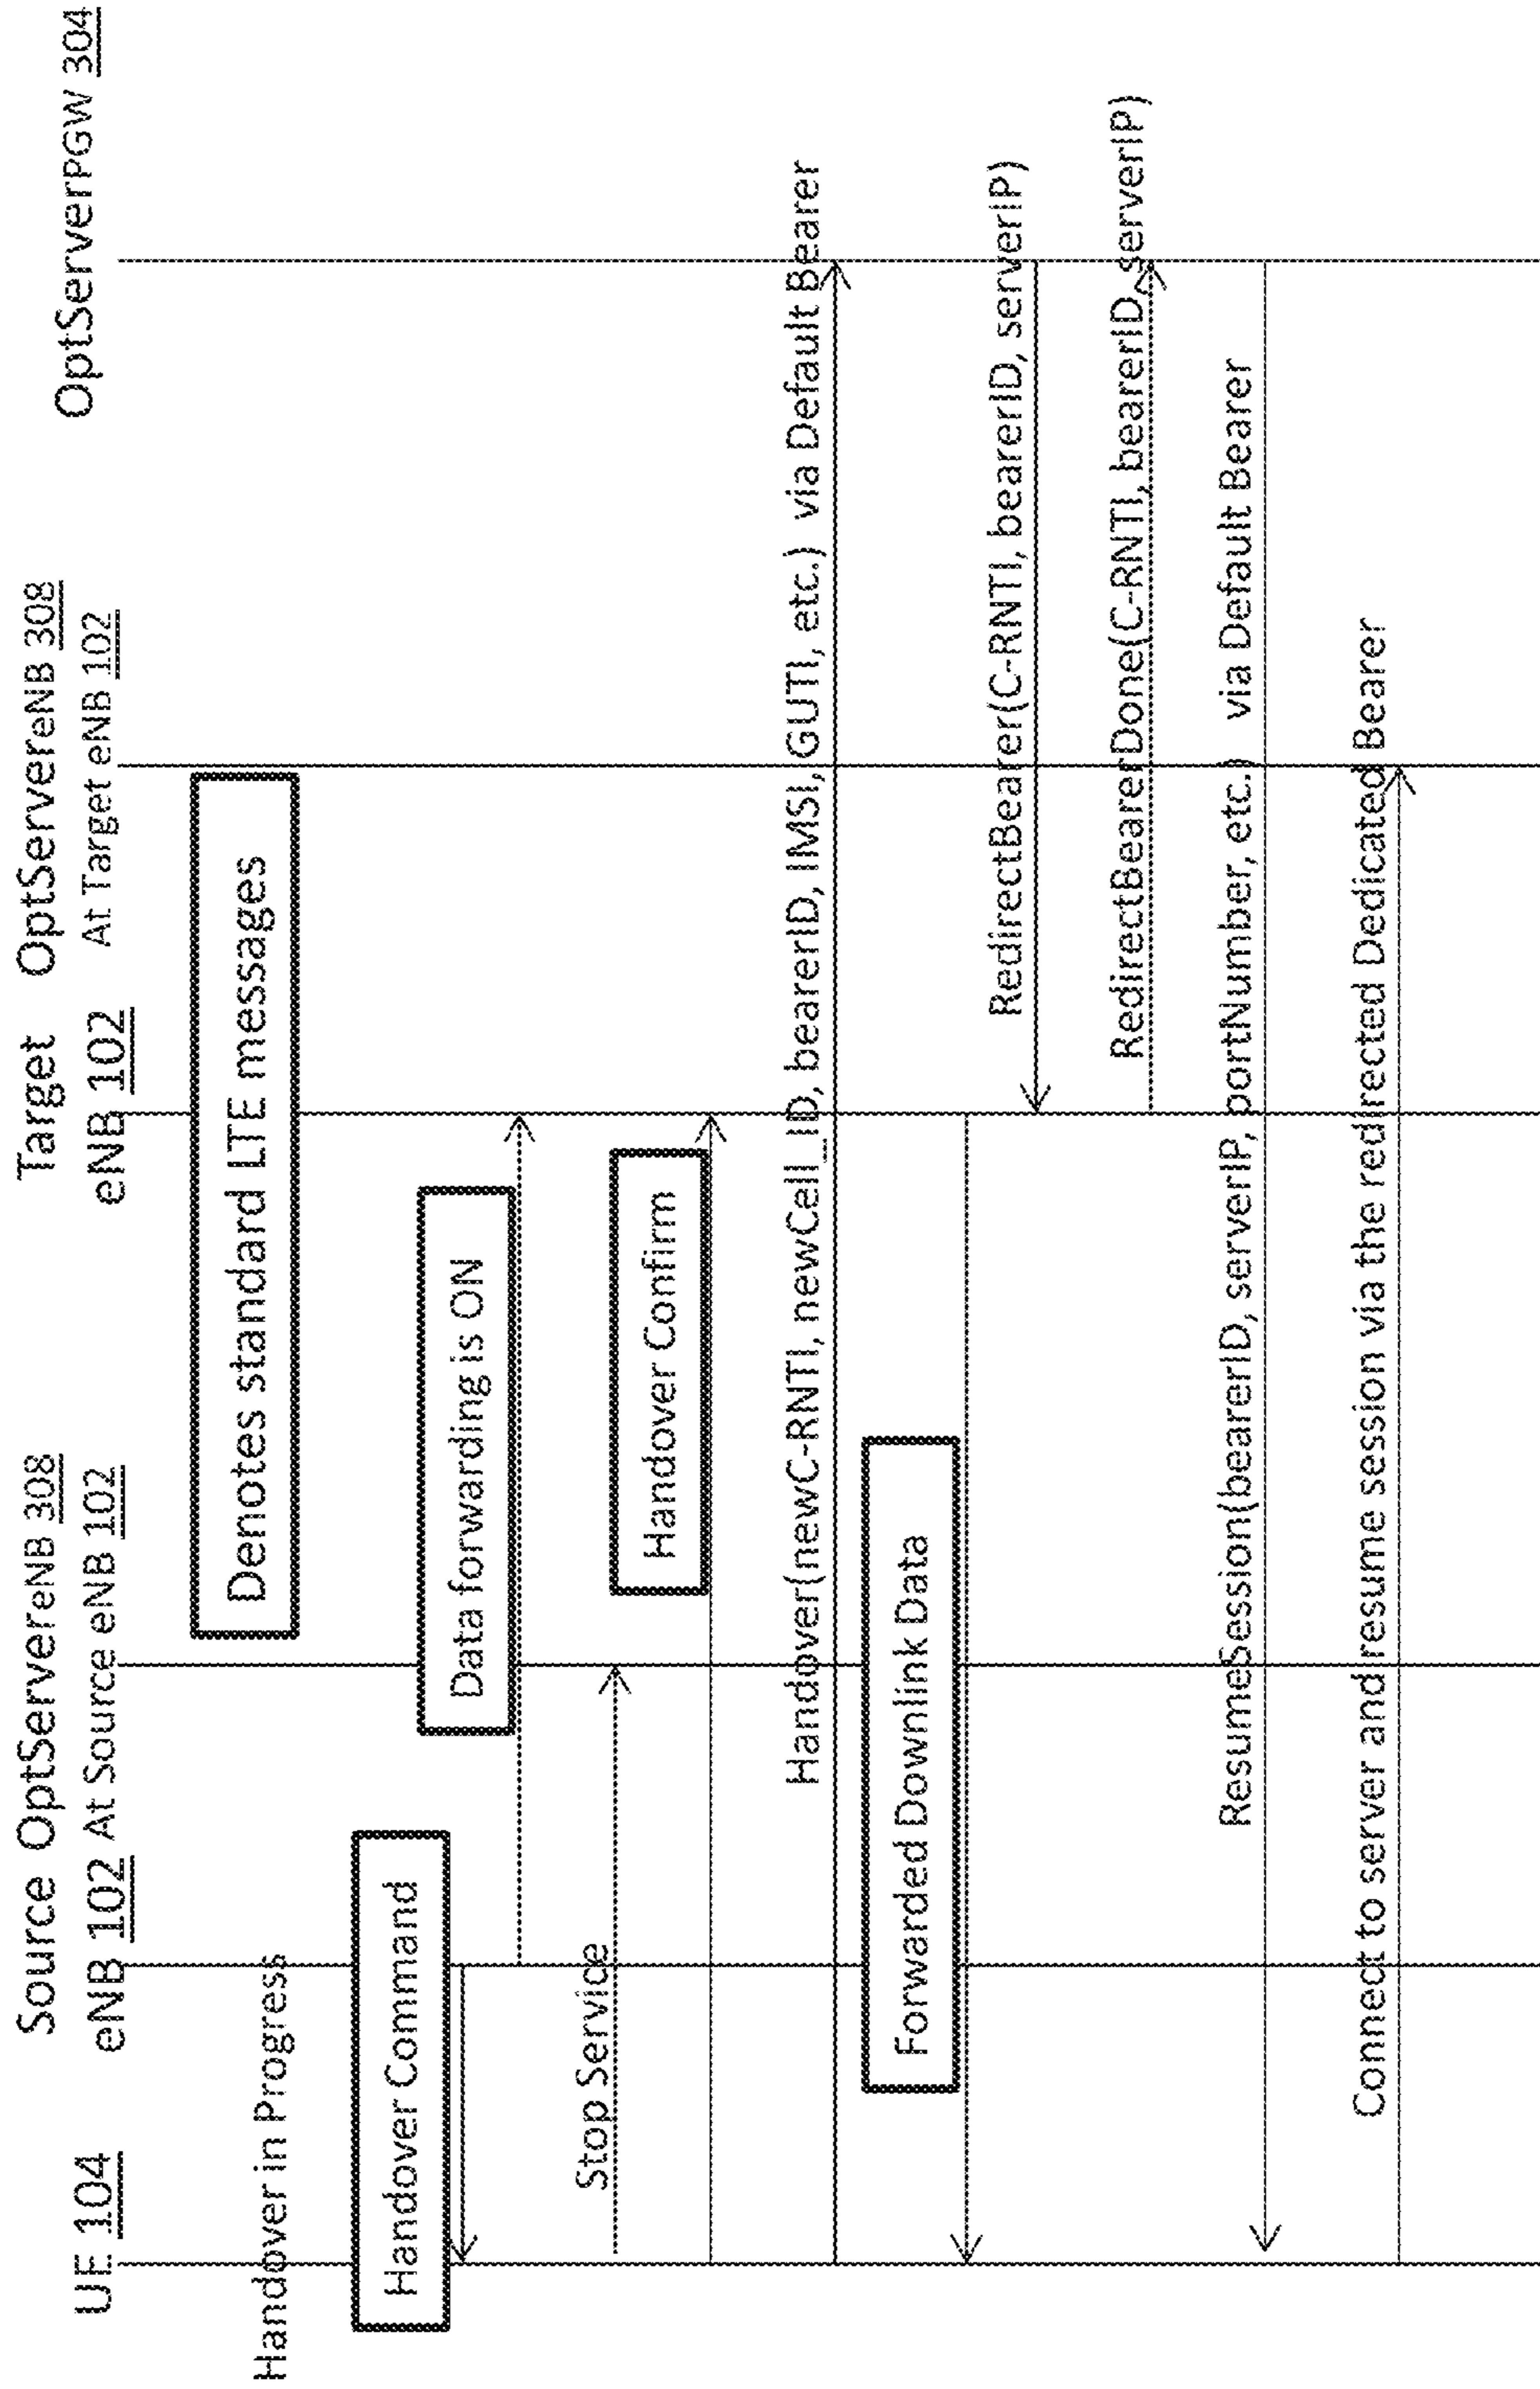 Source OptServereNB 308
Target OptServereNB 308
UE 104
eNB 102 At Source eNB 102
eNB 102 At Target eNB 102
OptServerPGW 304
Denotes standard LTE messages
Handover in Progress
Handover Command
Data forwarding is ON
Stop Service
Handover Confirm
Handover(newC-RNTI, newCell_ID, bearerID, IMSI, GUTI, etc.) via Default Bearer
Forwarded Downlink Data
RedirectBearer(C-RNTI, bearerID, serverIP)
RedirectBearerDone(C-RNTI, bearerID, serverIP)
ResumeSession(bearerID, serverIP, portNumber, etc.) via Default Bearer
Connect to server and resume session via the redirected Dedicated Bearer